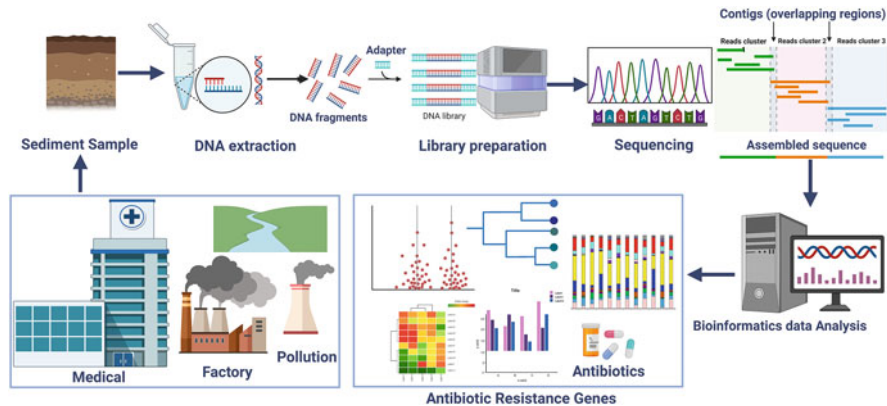 Contigs (overlapping regions)
Reads cluster
Reads cluster 2
Reads cluster 3
Adapter
DNA fragments
DNA library
G A C T A G T C T G
Sediment Sample
DNA extraction
Library preparation
Sequencing
Assembled sequence
Bioinformatics data Analysis
Medical
Factory
Pollution
Title
Antibiotics
Antibiotic Resistance Genes